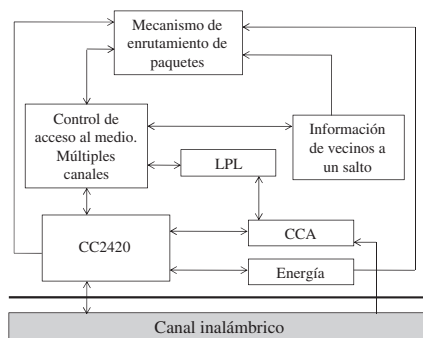 Mecanismo de
enrutamiento de
paquetes
Control de
acceso al medio.
Múltiples
canales
Información
de vecinos a
un salto
LPL
CC2420
CCA
Energía
Canal inalámbrico